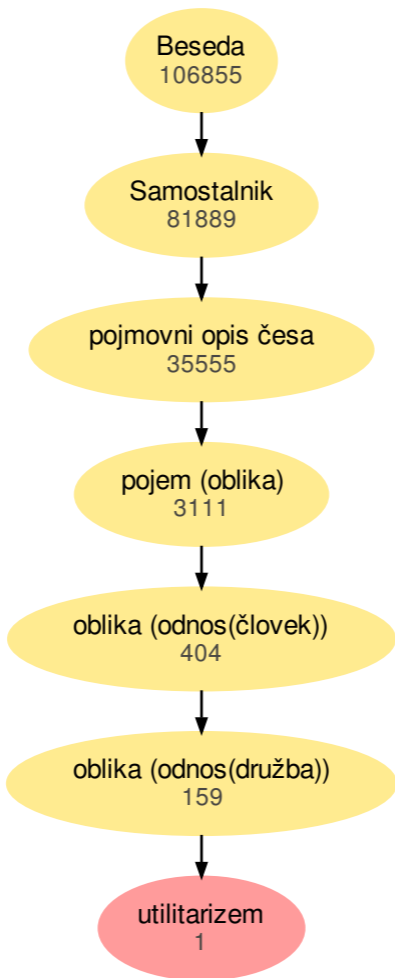 Beseda
106855
Samostalnik
81889
pojmovni opis česa
35555
pojem (oblika)
3111
oblika (odnos(človek))
404
oblika (odnos(družba))
159
utilitarizem
1